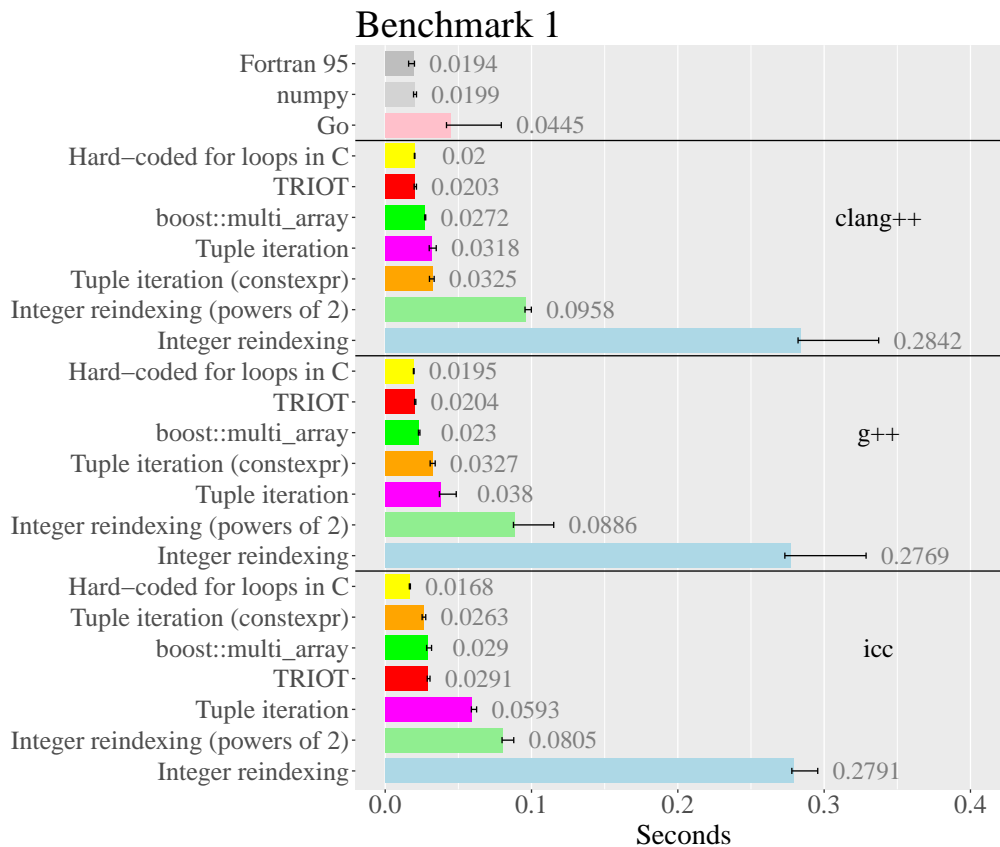 Benchmark 1
Fortran 95 0.0194
numpy 0.0199
Go 0.0445
Hard−coded for loops in C 0.02
TRIOT 0.0203
boost::multi_array 0.0272 clang++
Tuple iteration 0.0318
Tuple iteration (constexpr) 0.0325
Integer reindexing (powers of 2) 0.0958
Integer reindexing 0.2842
Hard−coded for loops in C 0.0195
TRIOT 0.0204
boost::multi_array 0.023 g++
Tuple iteration (constexpr) 0.0327
Tuple iteration 0.038
Integer reindexing (powers of 2) 0.0886
Integer reindexing 0.2769
Hard−coded for loops in C 0.0168
Tuple iteration (constexpr) 0.0263
boost::multi_array 0.029 icc
TRIOT 0.0291
Tuple iteration 0.0593
Integer reindexing (powers of 2) 0.0805
Integer reindexing 0.2791
0.0 0.1 0.2 0.3 0.4
Seconds